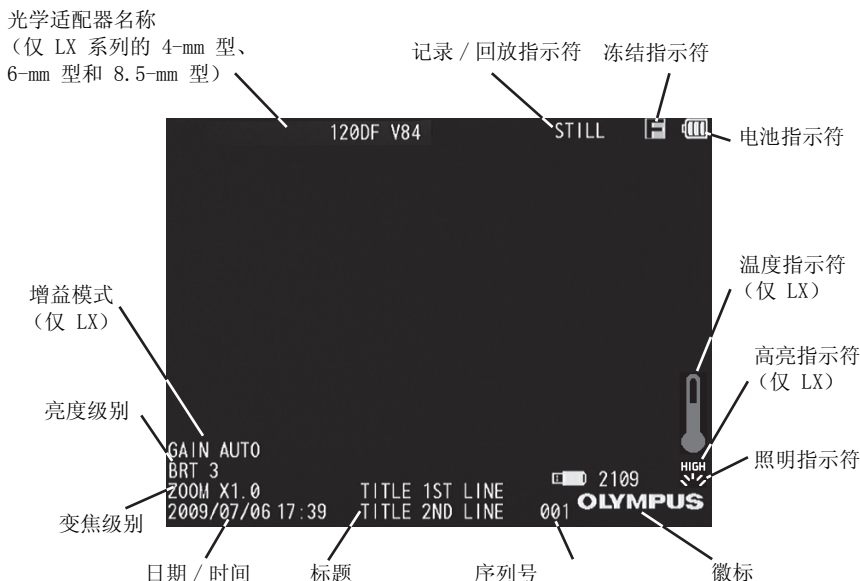 光学适配器名称
（仅 LX 系列的 4-mm 型、
6-mm 型和 8.5-mm 型）
记录 / 回放指示符
冻结指示符
120DF V84
STILL
F
电池指示符
温度指示符
（仅 LX）
增益模式
（仅 LX）
高亮指示符
（仅 LX）
亮度级别
照明指示符
GAIN AUTO
BRT 3
ZOOM X1.0
2009/07/06 17:39
TITLE 1ST LINE
TITLE 2ND LINE
001
2109
HIGH
OLYMPUS
变焦级别
日期 / 时间
标题
序列号
徽标